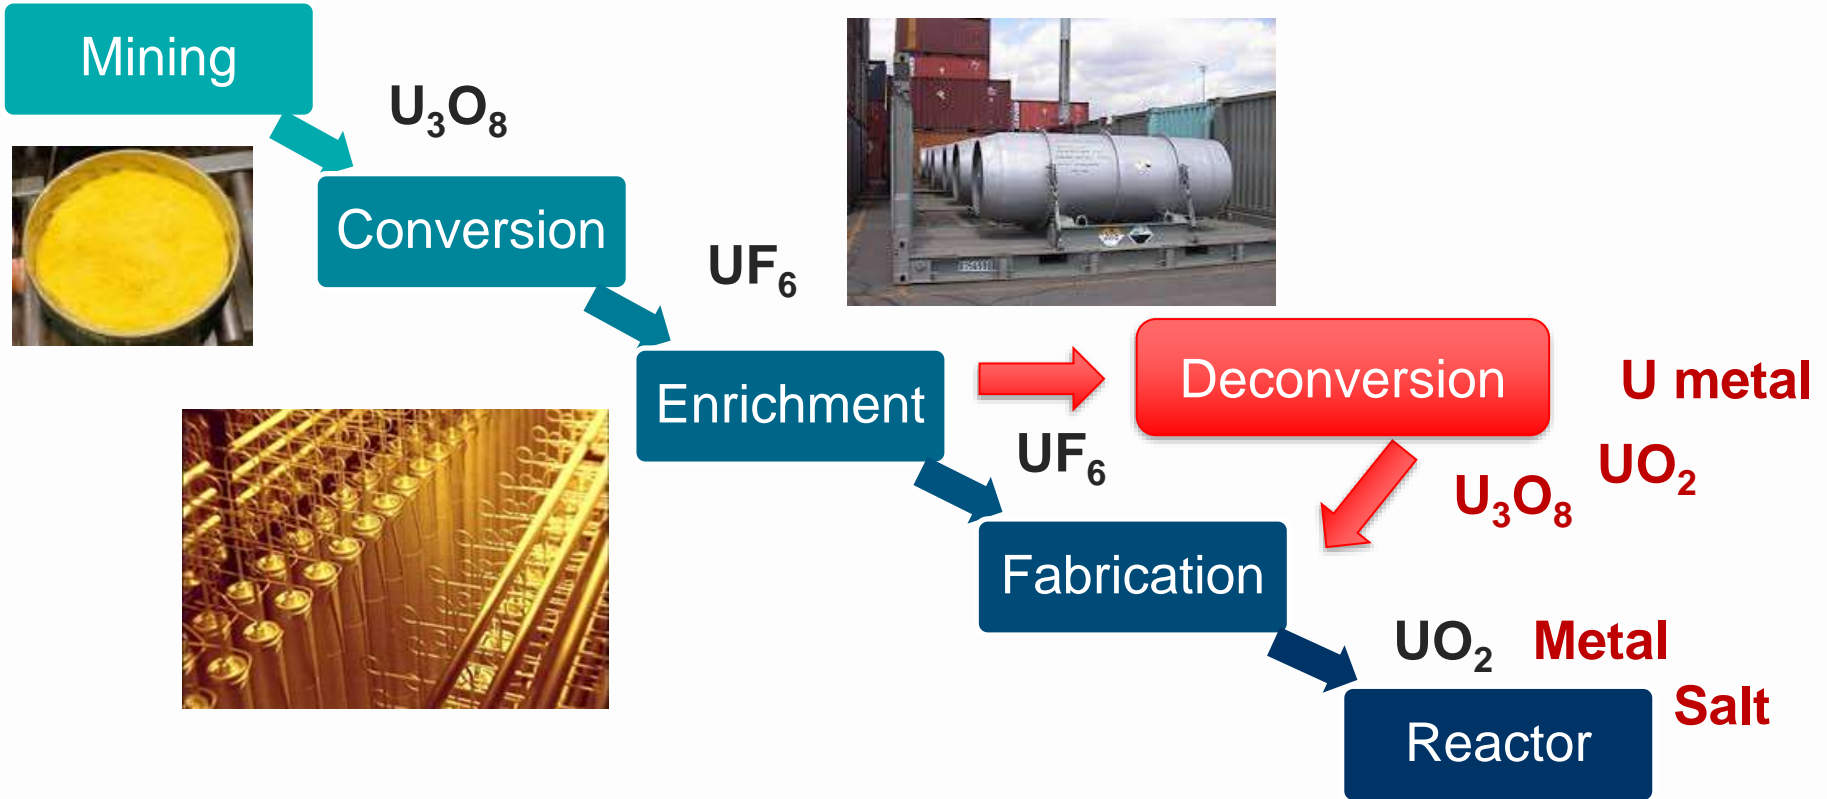 Mining
U₃O₈
Conversion
UF₆
Enrichment
UF₆
Deconversion
U metal
UO₂
U₃O₈
Fabrication
UO₂ Metal
Salt
Reactor